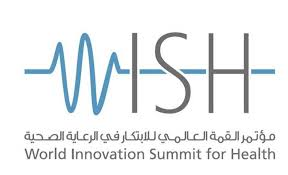 WISH
مؤتمر القمة العالمي للابتكار في الرعاية الصحية
World Innovation Summit for Health